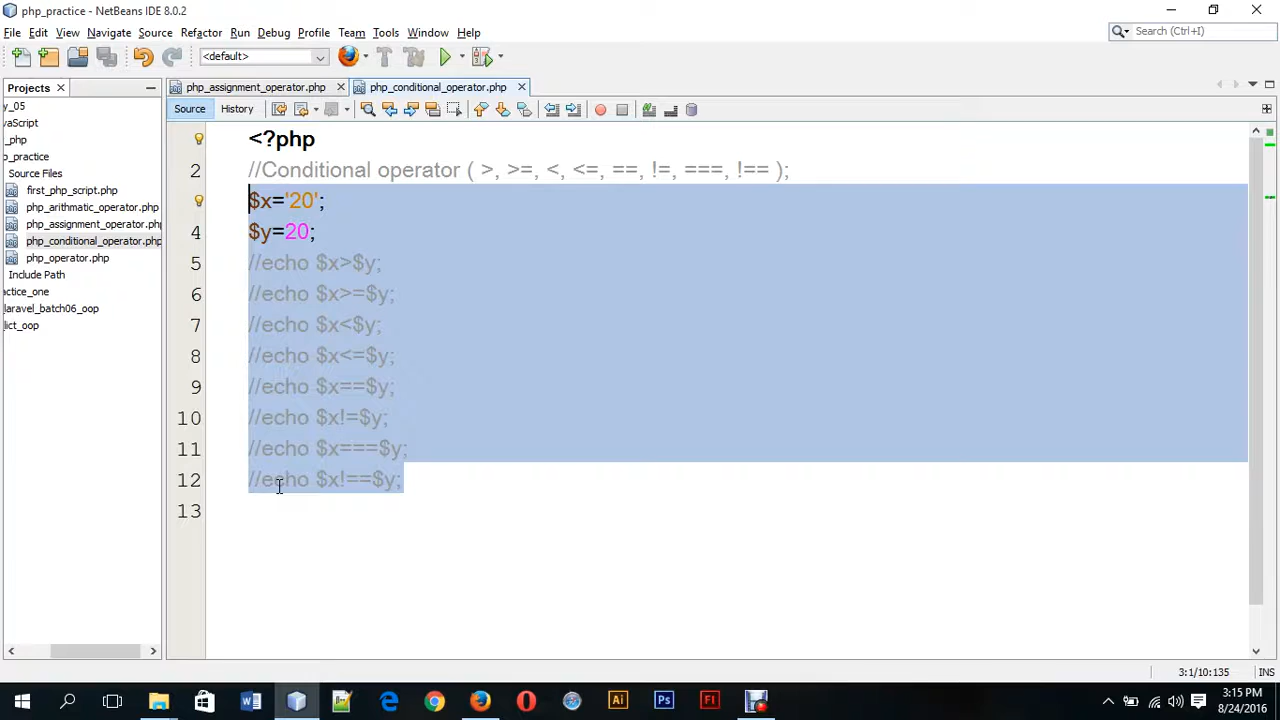 php_practice - NetBeans IDE 8.0.2
File Edit View Navigate Source Refactor Run Debug Profile Team Tools Window Help
Search (Ctrl+I)
<default>
Projects
php_assignment_operator.php
php_conditional_operator.php
Source History
y_05
vaScript
_php
p_practice
Source Files
first_php_script.php
php_arithmatic_operator.php
php_assignment_operator.php
php_conditional_operator.php
php_operator.php
Include Path
actice_one
laravel_batch06_oop
lict_oop
<?php
2 //Conditional operator ( >, >=, <, <=, ==, !=, ===, !== );
$x='20';
4 $y=20;
5 //echo $x>$y;
6 //echo $x>=$y;
7 //echo $x<$y;
8 //echo $x<=$y;
9 //echo $x==$y;
10 //echo $x!=$y;
11 //echo $x===$y;
12 //echo $x!==$y;
13
3:1/10:135 INS
Ai Ps Fl
3:15 PM
8/24/2016